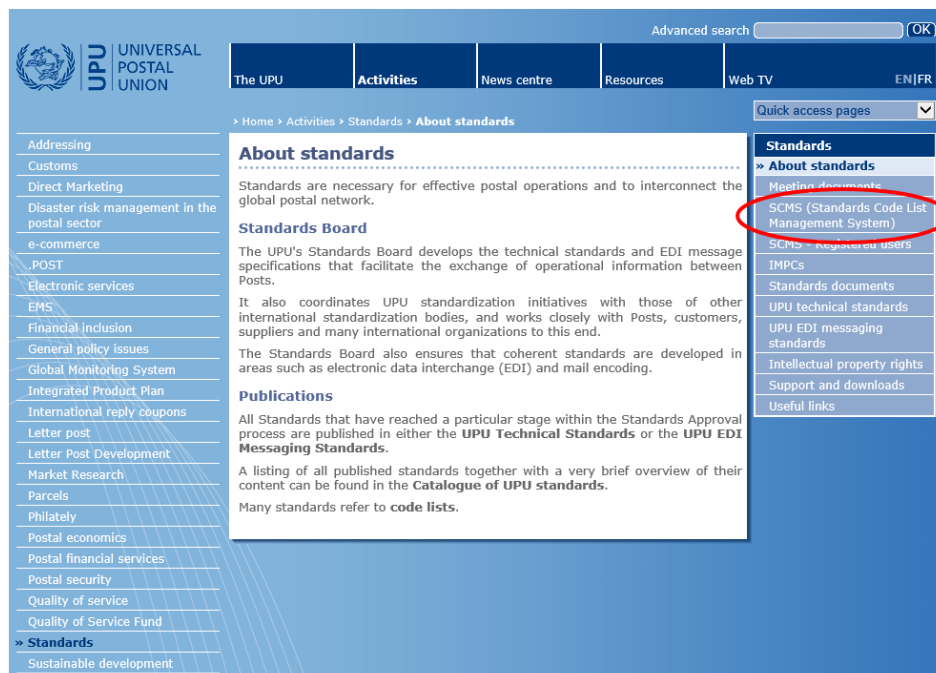 Advanced search
OK
UPU
UNIVERSAL
POSTAL
UNION
The UPU
Activities
News centre
Resources
Web TV
EN|FR
Quick access pages
› Home › Activities › Standards › About standards
Addressing
Customs
Direct Marketing
Disaster risk management in the
postal sector
e-commerce
.POST
Electronic services
EMS
Financial inclusion
General policy issues
Global Monitoring System
Integrated Product Plan
International reply coupons
Letter post
Letter Post Development
Market Research
Parcels
Philately
Postal economics
Postal financial services
Postal security
Quality of service
Quality of Service Fund
» Standards
Sustainable development
About standards
Standards are necessary for effective postal operations and to interconnect the
global postal network.
Standards Board
The UPU's Standards Board develops the technical standards and EDI message
specifications that facilitate the exchange of operational information between
Posts.
It also coordinates UPU standardization initiatives with those of other
international standardization bodies, and works closely with Posts, customers,
suppliers and many international organizations to this end.
The Standards Board also ensures that coherent standards are developed in
areas such as electronic data interchange (EDI) and mail encoding.
Publications
All Standards that have reached a particular stage within the Standards Approval
process are published in either the UPU Technical Standards or the UPU EDI
Messaging Standards.
A listing of all published standards together with a very brief overview of their
content can be found in the Catalogue of UPU standards.
Many standards refer to code lists.
Standards
» About standards
Meeting documents
SCMS (Standards Code List
Management System)
SCMS - Registered users
IMPCs
Standards documents
UPU technical standards
UPU EDI messaging
standards
Intellectual property rights
Support and downloads
Useful links